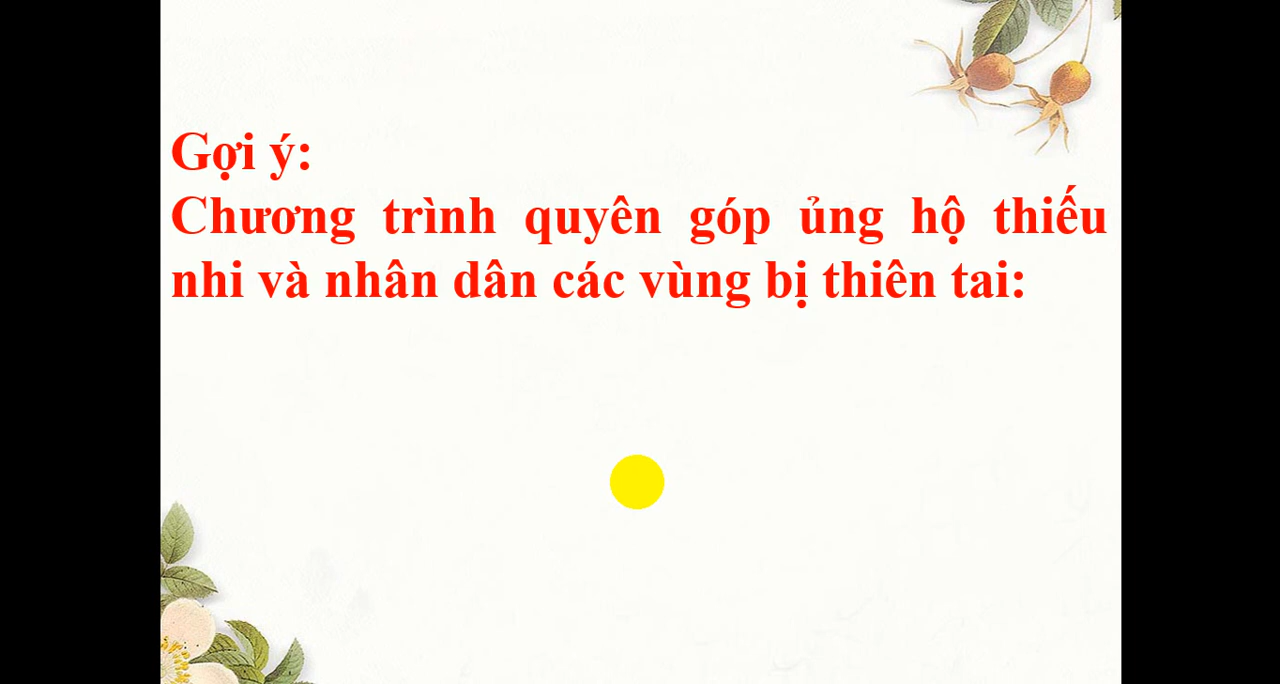 Gợi ý:
Chương trình quyên góp ủng hộ thiếu
nhi và nhân dân các vùng bị thiên tai: